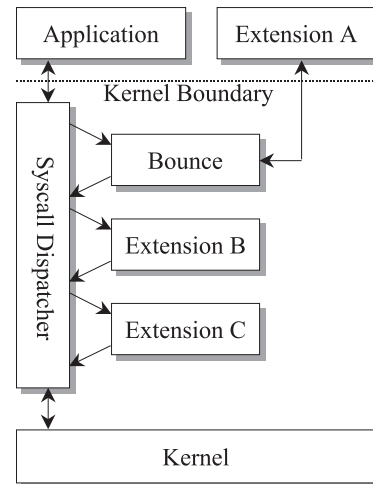 Application
Extension A
Kernel Boundary
Syscall Dispatcher
Bounce
Extension B
Extension C
Kernel